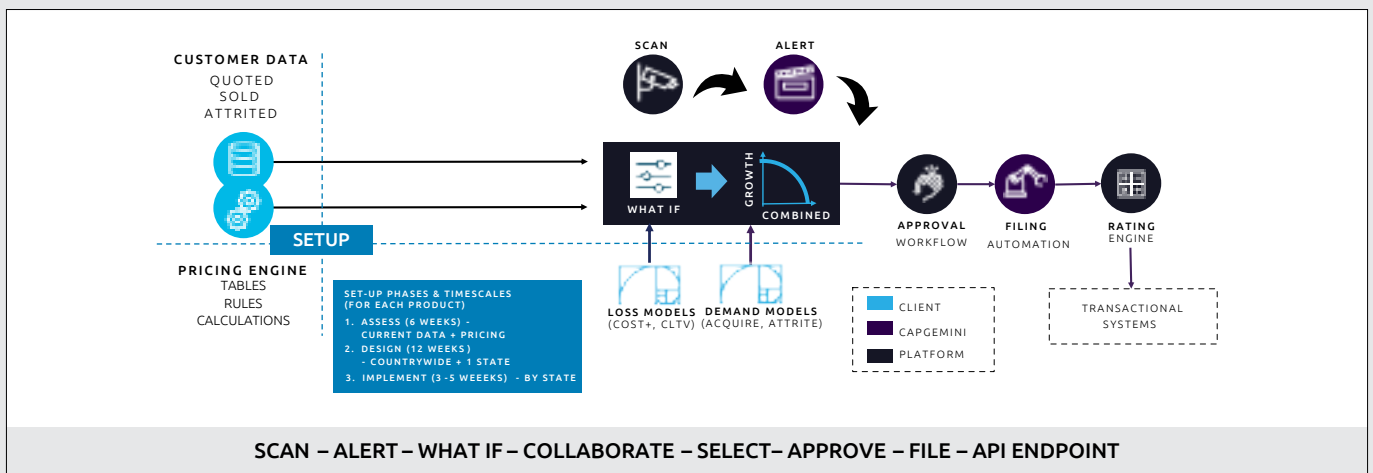 SCAN
ALERT
CUSTOMER DATA
QUOTED
SOLD
ATTRITED
WHAT IF
GROWTH
COMBINED
APPROVAL
WORKFLOW
FILING
AUTOMATION
RATING
ENGINE
SETUP
PRICING ENGINE
TABLES
RULES
CALCULATIONS
SET-UP PHASES & TIMESCALES
(FOR EACH PRODUCT)
1. ASSESS (6 WEEKS) -
CURRENT DATA + PRICING
2. DESIGN (12 WEEKS)
- COUNTRYWIDE + 1 STATE
3. IMPLEMENT (3-5 WEEEKS) - BY STATE
LOSS MODELS
(COST+, CLTV)
DEMAND MODELS
(ACQUIRE, ATTRITE)
CLIENT
CAPGEMINI
PLATFORM
TRANSACTIONAL
SYSTEMS
SCAN – ALERT – WHAT IF – COLLABORATE – SELECT– APPROVE – FILE – API ENDPOINT